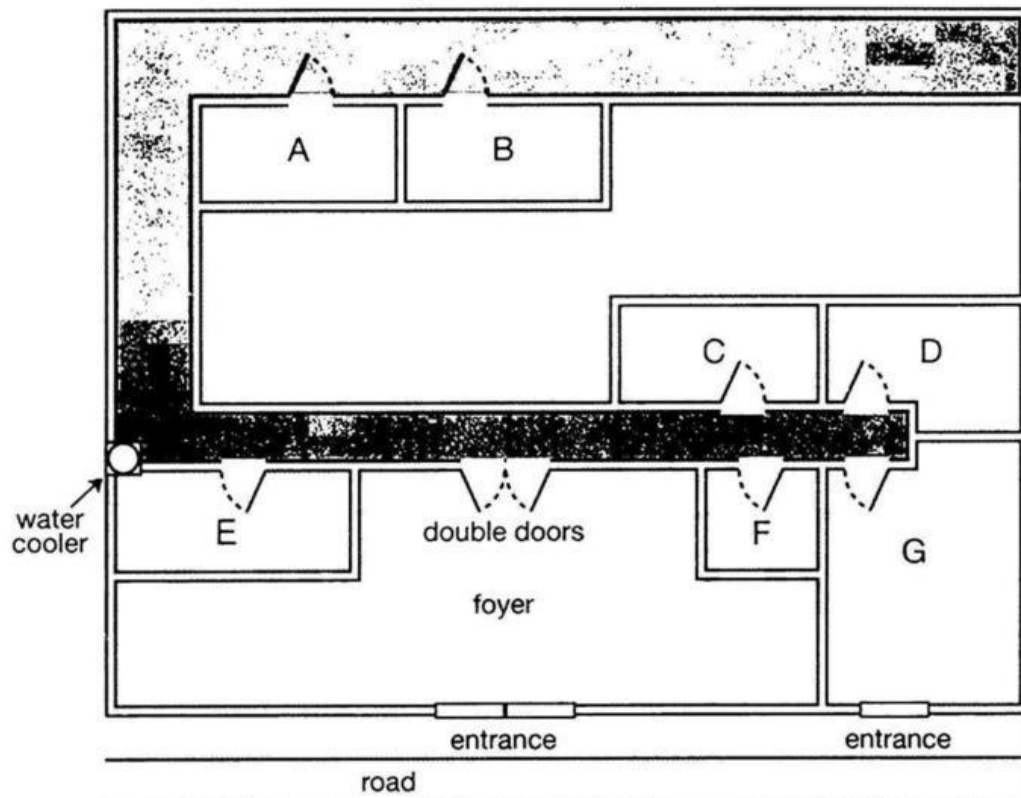 A
B
C
D
water
cooler
E
double doors
F
G
foyer
entrance
entrance
road